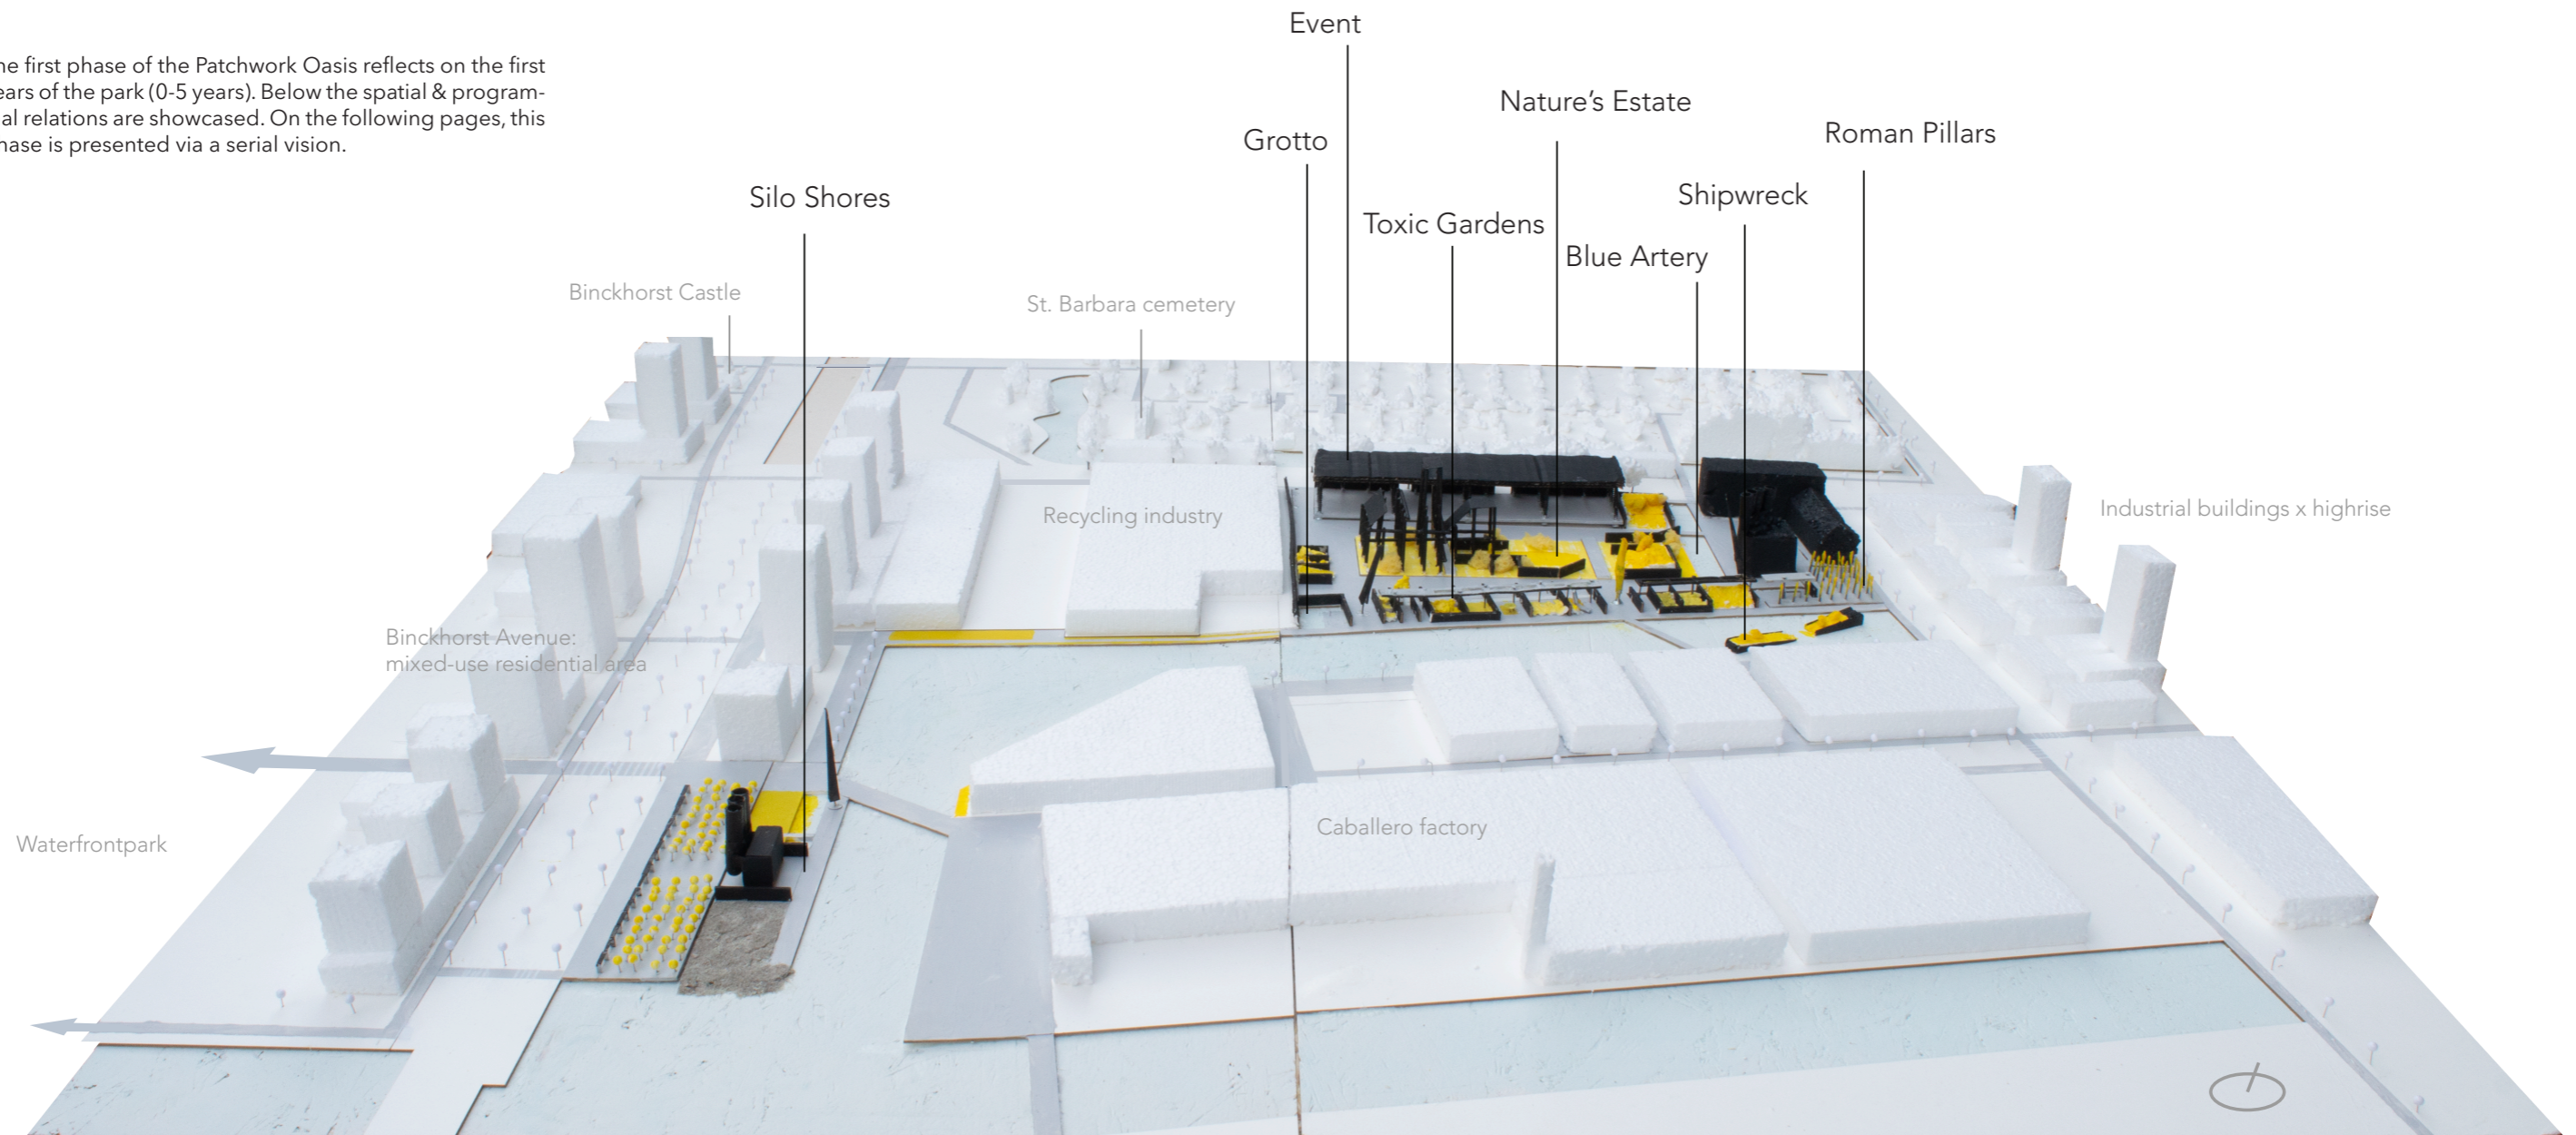 he first phase of the Patchwork Oasis reflects on the first
ears of the park (0-5 years). Below the spatial & program-
al relations are showcased. On the following pages, this
hase is presented via a serial vision.
Event
Nature's Estate
Grotto
Roman Pillars
Silo Shores
Shipwreck
Toxic Gardens
Blue Artery
Binckhorst Castle
St. Barbara cemetery
Recycling industry
Industrial buildings x highrise
Binckhorst Avenue:
mixed-use residential area
Waterfrontpark
Caballero factory